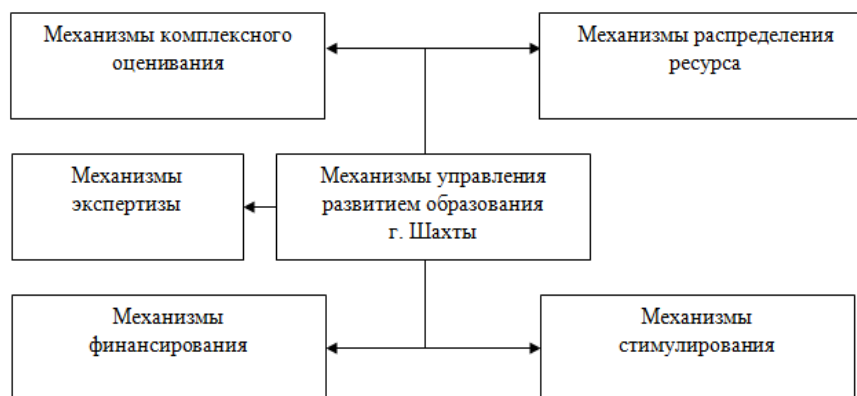 Механизмы комплексного
оценивания
Механизмы распределения
ресурса
Механизмы
экспертизы
Механизмы управления
развитием образования
г. Шахты
Механизмы
финансирования
Механизмы
стимулирования